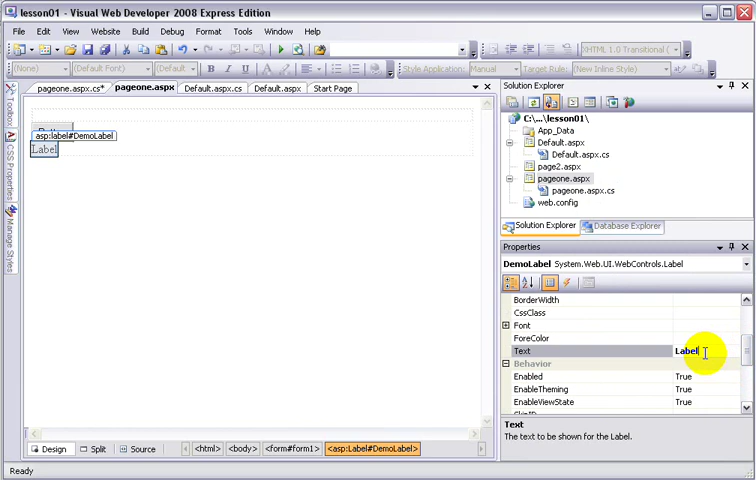 lesson01 - Visual Web Developer 2008 Express Edition
File Edit View Website Build Debug Format Tools Window Help
XHTML 1.0 Transitional (
(None) (Default Font) (Default B I U A Style Application: Manual Target Rule: (New Inline Style)
pageone.aspx.cs* pageone.aspx Default.aspx.cs Default.aspx Start Page
Toolbox
CSS Properties
Manage Styles
asp:label#DemoLabel
Label
Solution Explorer
C:\...\lesson01\
App_Data
Default.aspx
Default.aspx.cs
page2.aspx
pageone.aspx
pageone.aspx.cs
web.config
Solution Explorer Database Explorer
Properties
DemoLabel System.Web.UI.WebControls.Label
BorderWidth
CssClass
Font
ForeColor
Text Label
Behavior
Enabled True
EnableTheming True
EnableViewState True
SkinID
Text
The text to be shown for the Label.
Design Split Source <html> <body> <form#form1> <asp:Label#DemoLabel>
Ready